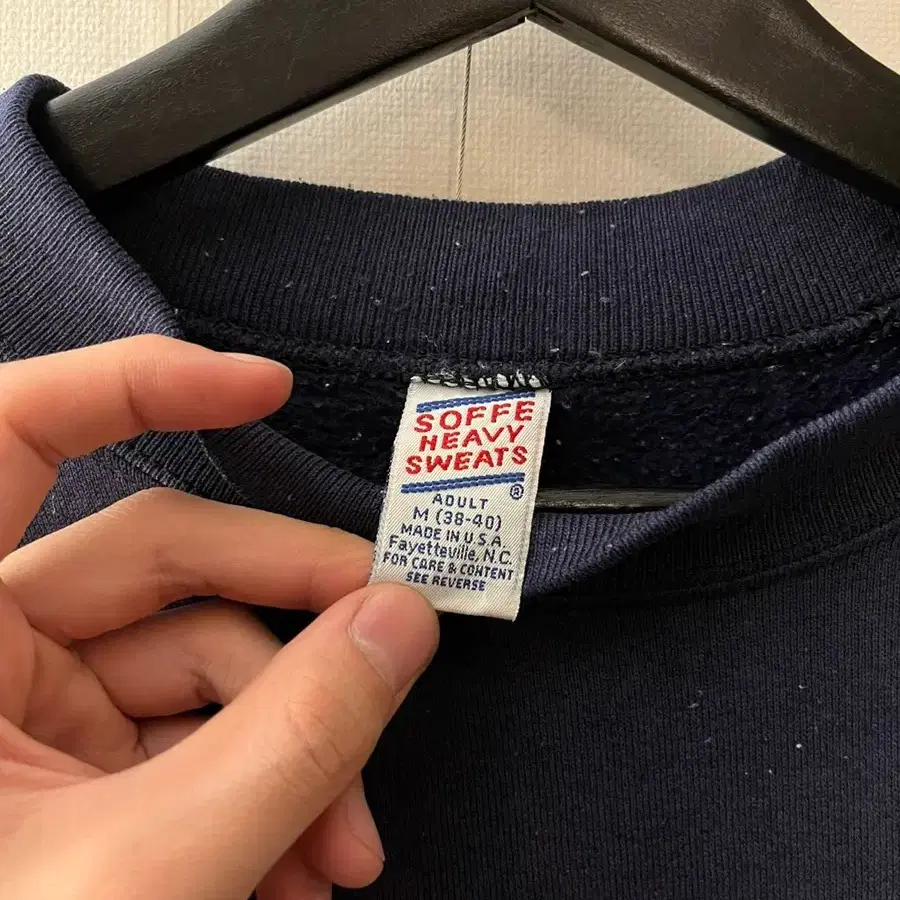 SOFFE
HEAVY
SWEATS
®
ADULT
M (38-40)
MADE IN U.S.A.
Fayetteville, N.C.
FOR CARE & CONTENT
SEE REVERSE